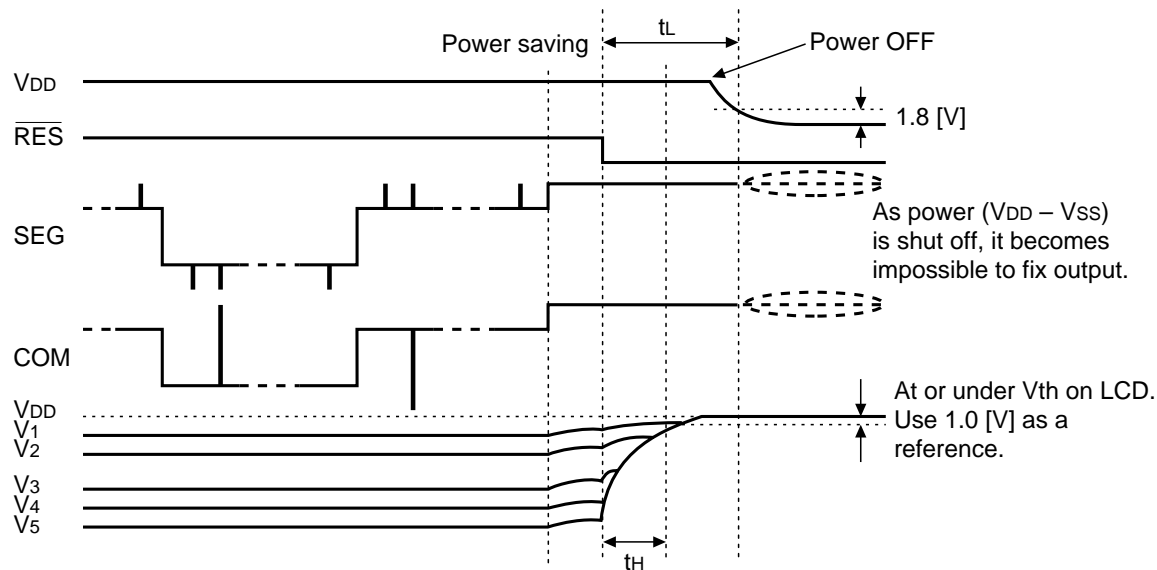 tL
Power saving
Power OFF
VDD
1.8 [V]
RES
As power (VDD – VSS)
is shut off, it becomes
impossible to fix output.
SEG
COM
At or under Vth on LCD.
Use 1.0 [V] as a
reference.
VDD
V1
V2
V3
V4
V5
tH